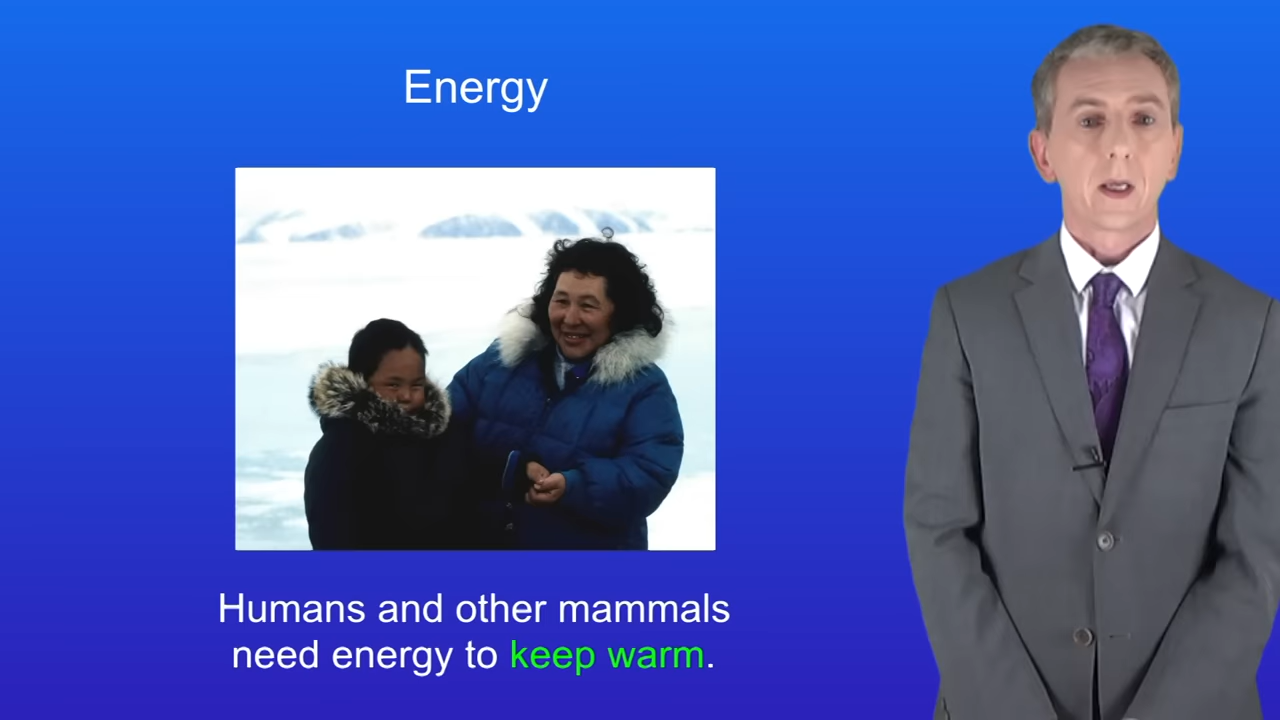 Energy
Humans and other mammals
need energy to keep warm.